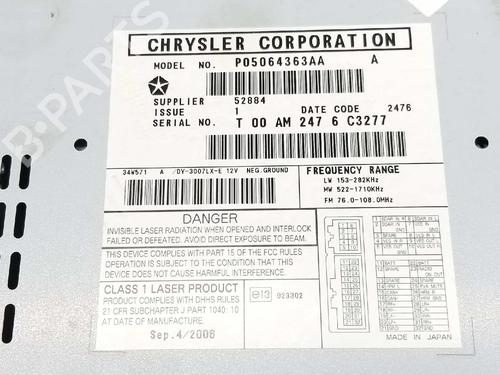 CHRYSLER CORPORATION
MODEL NO. P05064363AA A
SUPPLIER 52884
ISSUE 1 DATE CODE 2476
SERIAL NO. T 00 AM 247 6 C3277
34W571 A /DY-3007LX-E 12V NEG.GROUND
FREQUENCY RANGE
LW 153-282KHz
MW 522-1710KHz
FM 76.0-108.0MHz
DANGER
INVISIBLE LASER RADIATION WHEN OPENED AND INTERLOCK
FAILED OR DEFEATED. AVOID DIRECT EXPOSURE TO BEAM.
THIS DEVICE COMPLIES WITH PART 15 OF THE FCC RULES
OPERATION IS SUBJECT TO THE CONDITION THAT THIS
DEVICE DOES NOT CAUSE HARMFUL INTERFERENCE.
CLASS 1 LASER PRODUCT
PRODUCT COMPLIES WITH DHHS RULES
21 CFR SUBCHAPTER J PART 1040: 10
AT DATE OF MANUFACTURE.
Sep.4/2006
e13 023302
MADE IN JAPAN
B-PARTS